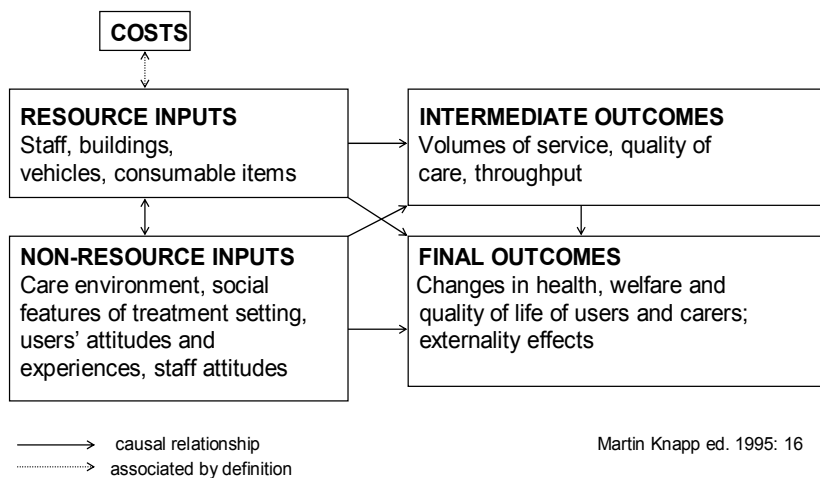 COSTS
RESOURCE INPUTS
Staff, buildings,
vehicles, consumable items
INTERMEDIATE OUTCOMES
Volumes of service, quality of
care, throughput
NON-RESOURCE INPUTS
Care environment, social
features of treatment setting,
users’ attitudes and
experiences, staff attitudes
FINAL OUTCOMES
Changes in health, welfare and
quality of life of users and carers;
externality effects
causal relationship
associated by definition
Martin Knapp ed. 1995: 16